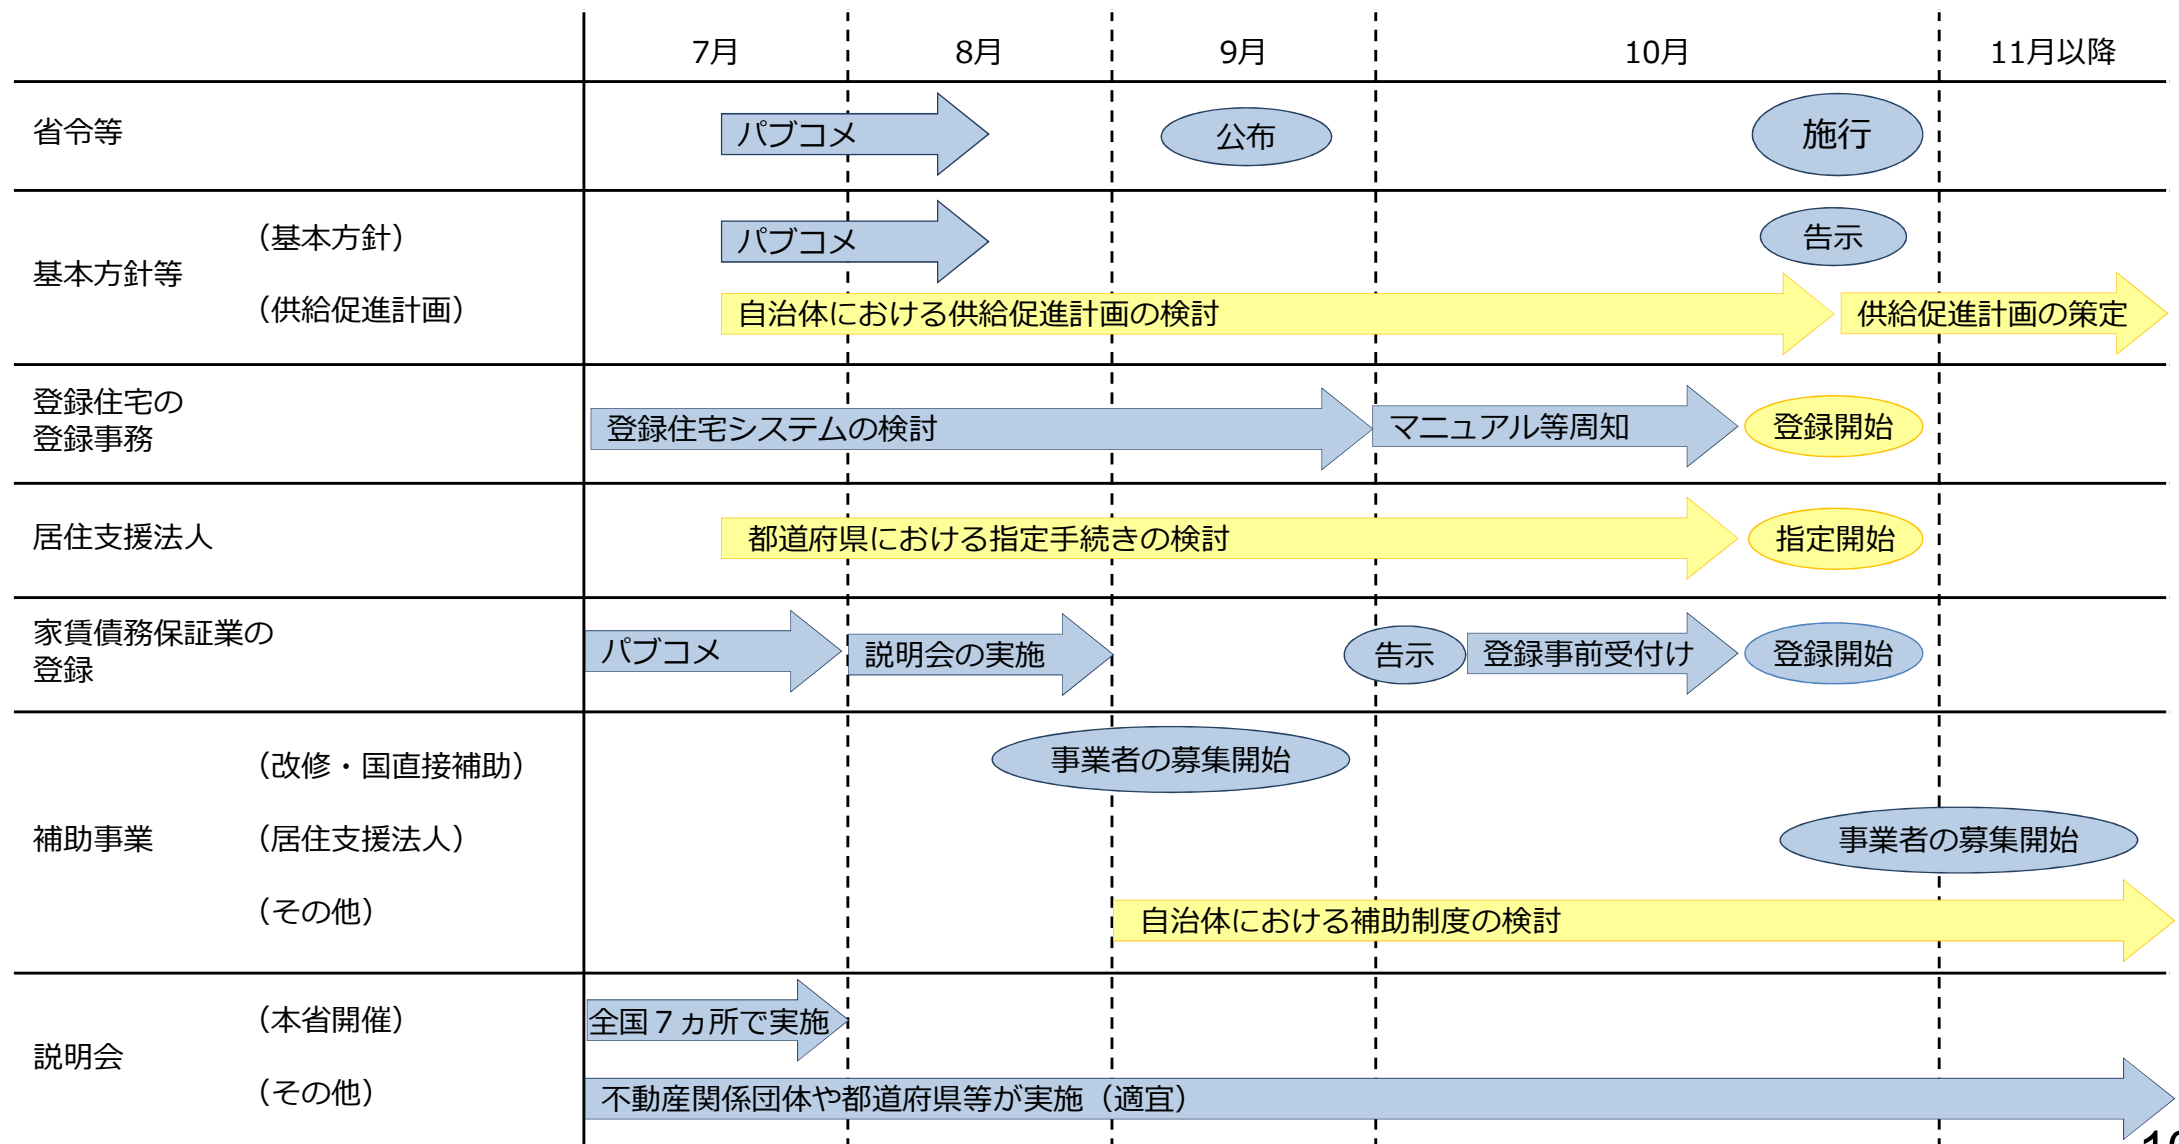 7月
8月
9月
10月
11月以降
省令等
パブコメ
公布
施行
基本方針等
（基本方針）
パブコメ
告示
（供給促進計画）
自治体における供給促進計画の検討
供給促進計画の策定
登録住宅の
登録事務
登録住宅システムの検討
マニュアル等周知
登録開始
居住支援法人
都道府県における指定手続きの検討
指定開始
家賃債務保証業の
登録
パブコメ
説明会の実施
告示
登録事前受付け
登録開始
補助事業
（改修・国直接補助）
事業者の募集開始
（居住支援法人）
事業者の募集開始
（その他）
自治体における補助制度の検討
説明会
（本省開催）
全国７ヵ所で実施
（その他）
不動産関係団体や都道府県等が実施（適宜）